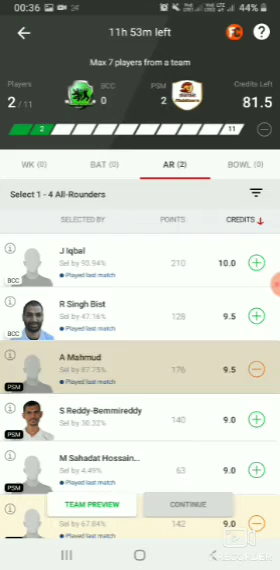 00:36
44%
11h 53m left
Max 7 players from a team
Players
2 / 11
BCC
0
PSM
2
Credits Left
81.5
2
11
WK (0)
BAT (0)
AR (2)
BOWL (0)
Select 1 - 4 All-Rounders
SELECTED BY
POINTS
CREDITS ↓
J Iqbal
Sel by 93.94%
Played last match
210
10.0
BCC
R Singh Bist
Sel by 47.16%
Played last match
128
9.5
BCC
A Mahmud
Sel by 87.75%
Played last match
176
9.5
PSM
S Reddy-Bemmireddy
Sel by 30.32%
140
9.0
PSM
M Sahadat Hossain...
Sel by 4.49%
Played last match
63
9.0
PSM
TEAM PREVIEW
CONTINUE
Sel by 67.84%
142
9.0
Played last match